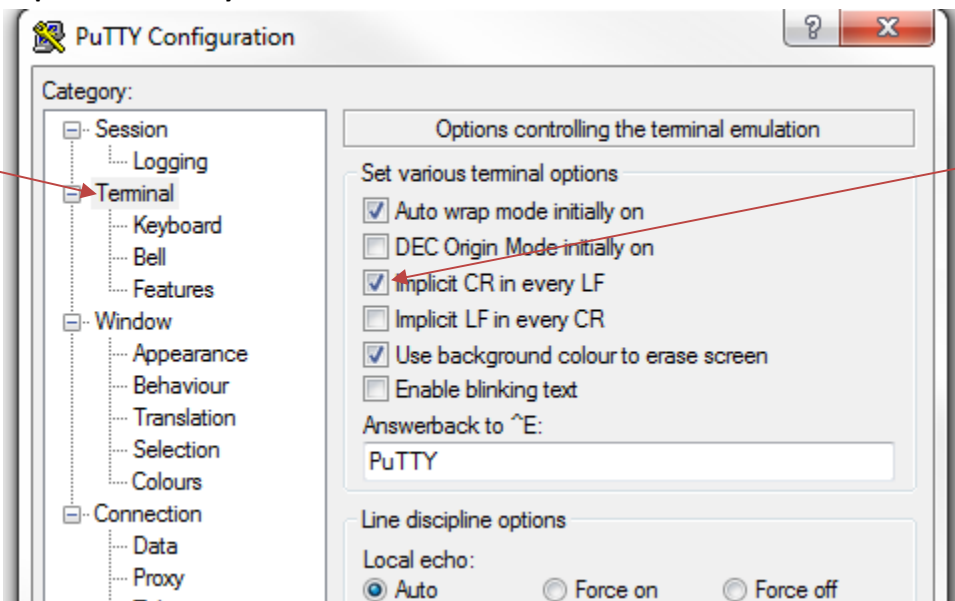 PuTTY Configuration
Category:
Session
Logging
Terminal
Keyboard
Bell
Features
Window
Appearance
Behaviour
Translation
Selection
Colours
Connection
Data
Proxy
Options controlling the terminal emulation
Set various terminal options
Auto wrap mode initially on
DEC Origin Mode initially on
Implicit CR in every LF
Implicit LF in every CR
Use background colour to erase screen
Enable blinking text
Answerback to ^E:
PuTTY
Line discipline options
Local echo:
Auto Force on Force off